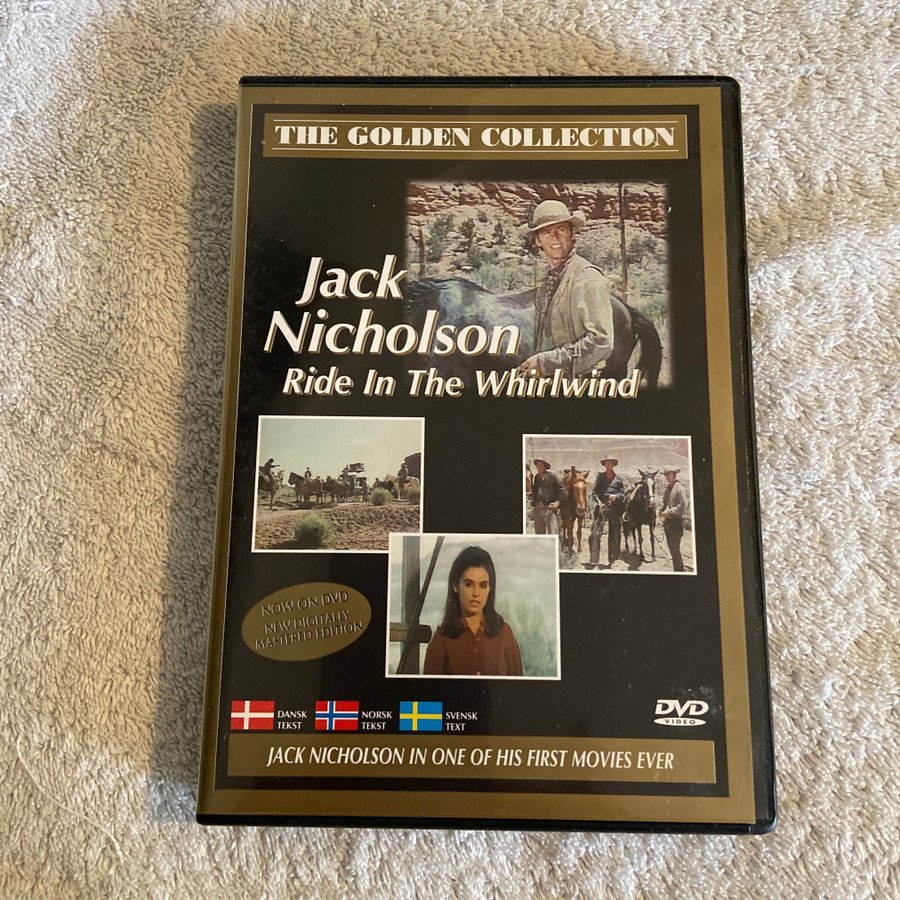 THE GOLDEN COLLECTION
Jack
Nicholson
Ride In The Whirlwind
NOW ON DVD
NEW DIGITALLY
MASTERED EDITION
DANSK
TEKST
NORSK
TEKST
SVENSK
TEXT
DVD
VIDEO
JACK NICHOLSON IN ONE OF HIS FIRST MOVIES EVER